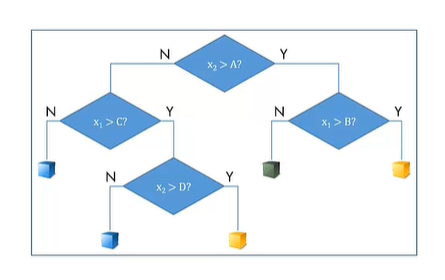 N Y
x₂ > A?
N Y N Y
x₁ > C? x₁ > B?
N Y
x₂ > D?